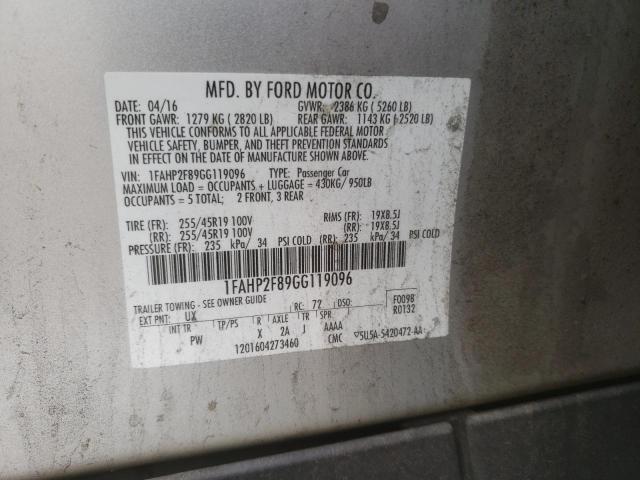 MFD. BY FORD MOTOR CO.
DATE: 04/16 GVWR: 2386 KG ( 5260 LB)
FRONT GAWR: 1279 KG ( 2820 LB) REAR GAWR: 1143 KG ( 2520 LB)
THIS VEHICLE CONFORMS TO ALL APPLICABLE FEDERAL MOTOR
VEHICLE SAFETY, BUMPER, AND THEFT PREVENTION STANDARDS
IN EFFECT ON THE DATE OF MANUFACTURE SHOWN ABOVE.
VIN: 1FAHP2F89GG119096 TYPE: Passenger Car
MAXIMUM LOAD = OCCUPANTS + LUGGAGE = 430KG/ 950LB
OCCUPANTS = 5 TOTAL; 2 FRONT, 3 REAR
TIRE (FR): 255/45R19 100V RIMS (FR): 19X8.5J
(RR): 255/45R19 100V (RR): 19X8.5J
PRESSURE (FR): 235 kPa/ 34 PSI COLD (RR): 235 kPa/ 34 PSI COLD
1FAHP2F89GG119096
TRAILER TOWING - SEE OWNER GUIDE RC: 72 DSO: F0098
EXT PNT: UX R0132
INT TR TP/PS R AXLE TR SPR
PW X 2A J AAAA
1201604273460 CMC 5U5A-5420472-AA